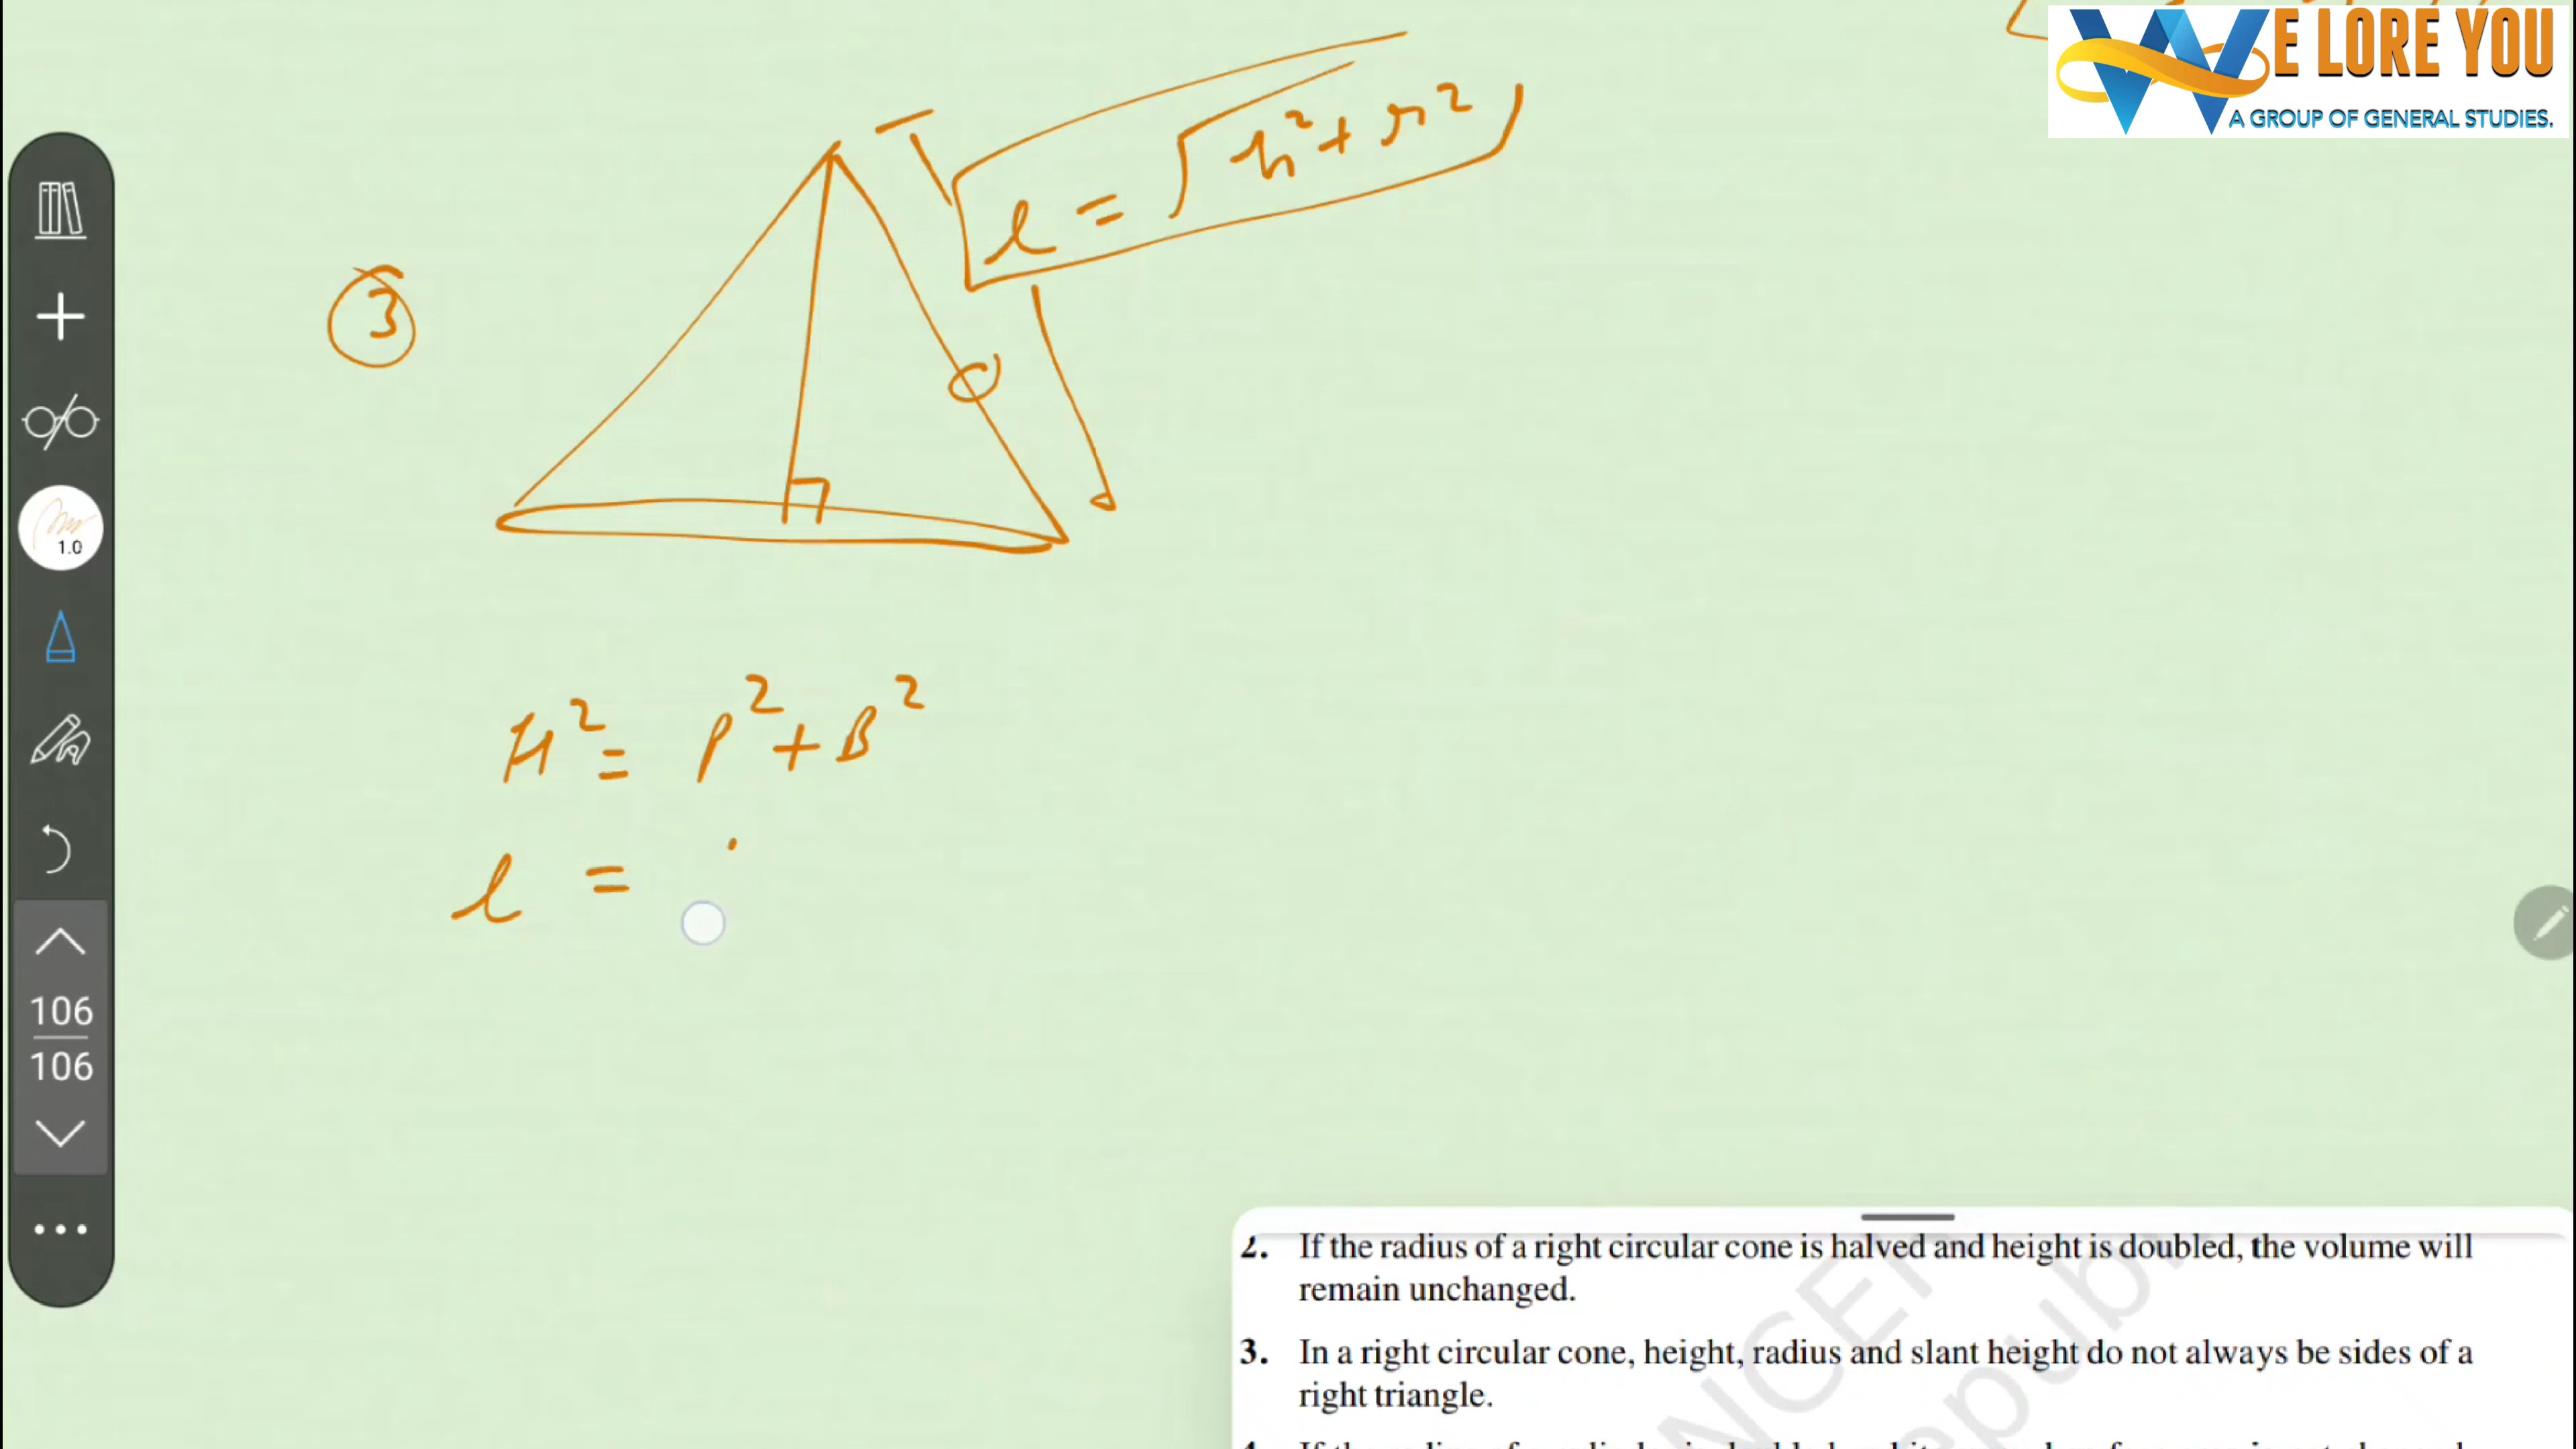 E LORE YOU
A GROUP OF GENERAL STUDIES.
l = √h²+r²
3
1.0
H² = P²+B²
l =
106
106
2. If the radius of a right circular cone is halved and height is doubled, the volume will
remain unchanged.
3. In a right circular cone, height, radius and slant height do not always be sides of a
right triangle.